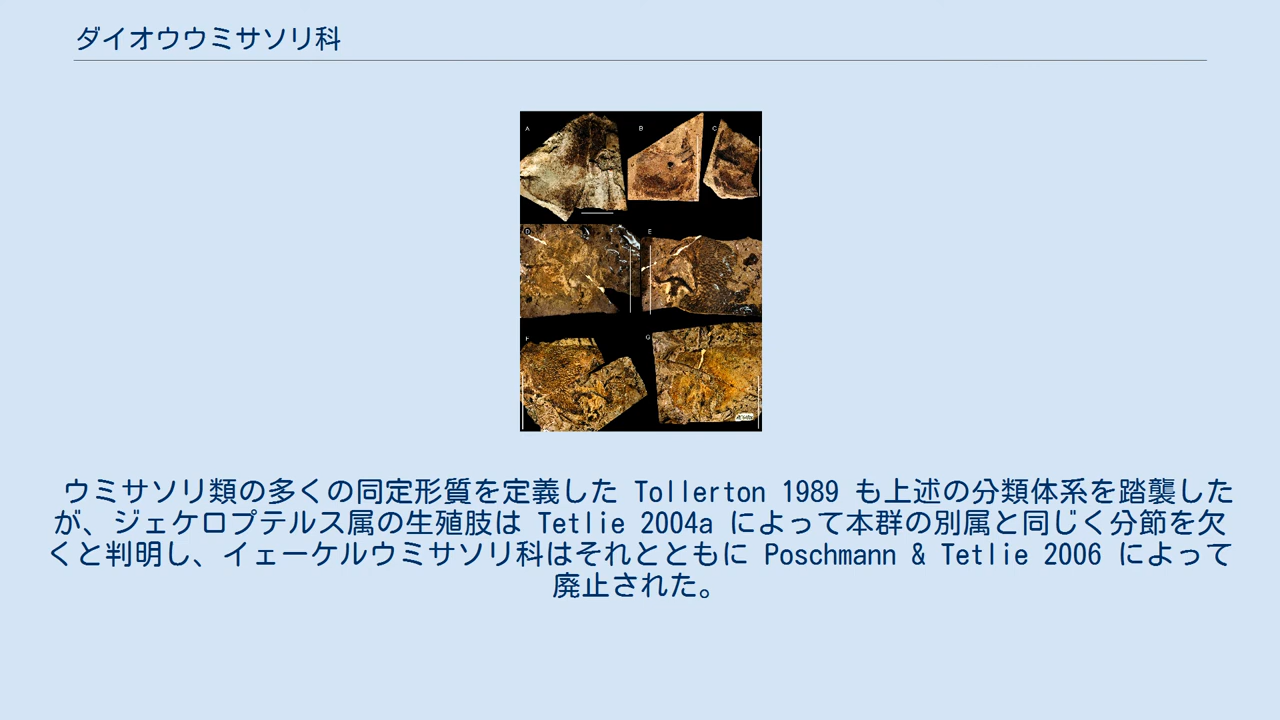 ダイオウウミサソリ科
A
B
C
D
E
F
G
ウミサソリ類の多くの同定形質を定義した Tollerton 1989 も上述の分類体系を踏襲した
が、ジェケロプテルス属の生殖肢は Tetlie 2004a によって本群の別属と同じく分節を欠
くと判明し、イェーケルウミサソリ科はそれとともに Poschmann & Tetlie 2006 によって
廃止された。